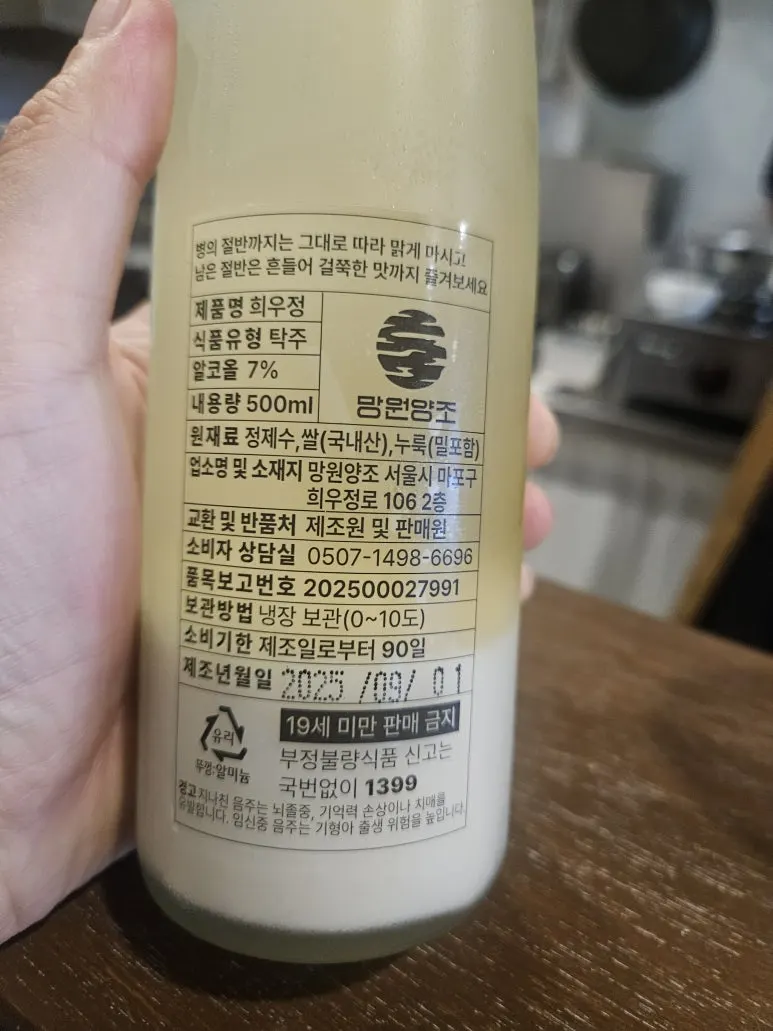 병의 절반까지는 그대로 따라 맑게 마시고
남은 절반은 흔들어 걸쭉한 맛까지 즐겨보세요
제품명 희우정
식품유형 탁주
알코올 7%
내용량 500ml
망원양조
원재료 정제수,쌀(국내산),누룩(밀포함)
업소명 및 소재지 망원양조 서울시 마포구
희우정로 106 2층
교환 및 반품처 제조원 및 판매원
소비자 상담실 0507-1498-6696
품목보고번호 202500027991
보관방법 냉장 보관(0~10도)
소비기한 제조일로부터 90일
제조년월일 2025 /09/ 01
유리
뚜껑:알미늄
19세 미만 판매 금지
부정불량식품 신고는
국번없이 1399
경고 지나친 음주는 뇌졸중, 기억력 손상이나 치매를
유발합니다. 임신중 음주는 기형아 출생 위험을 높입니다.